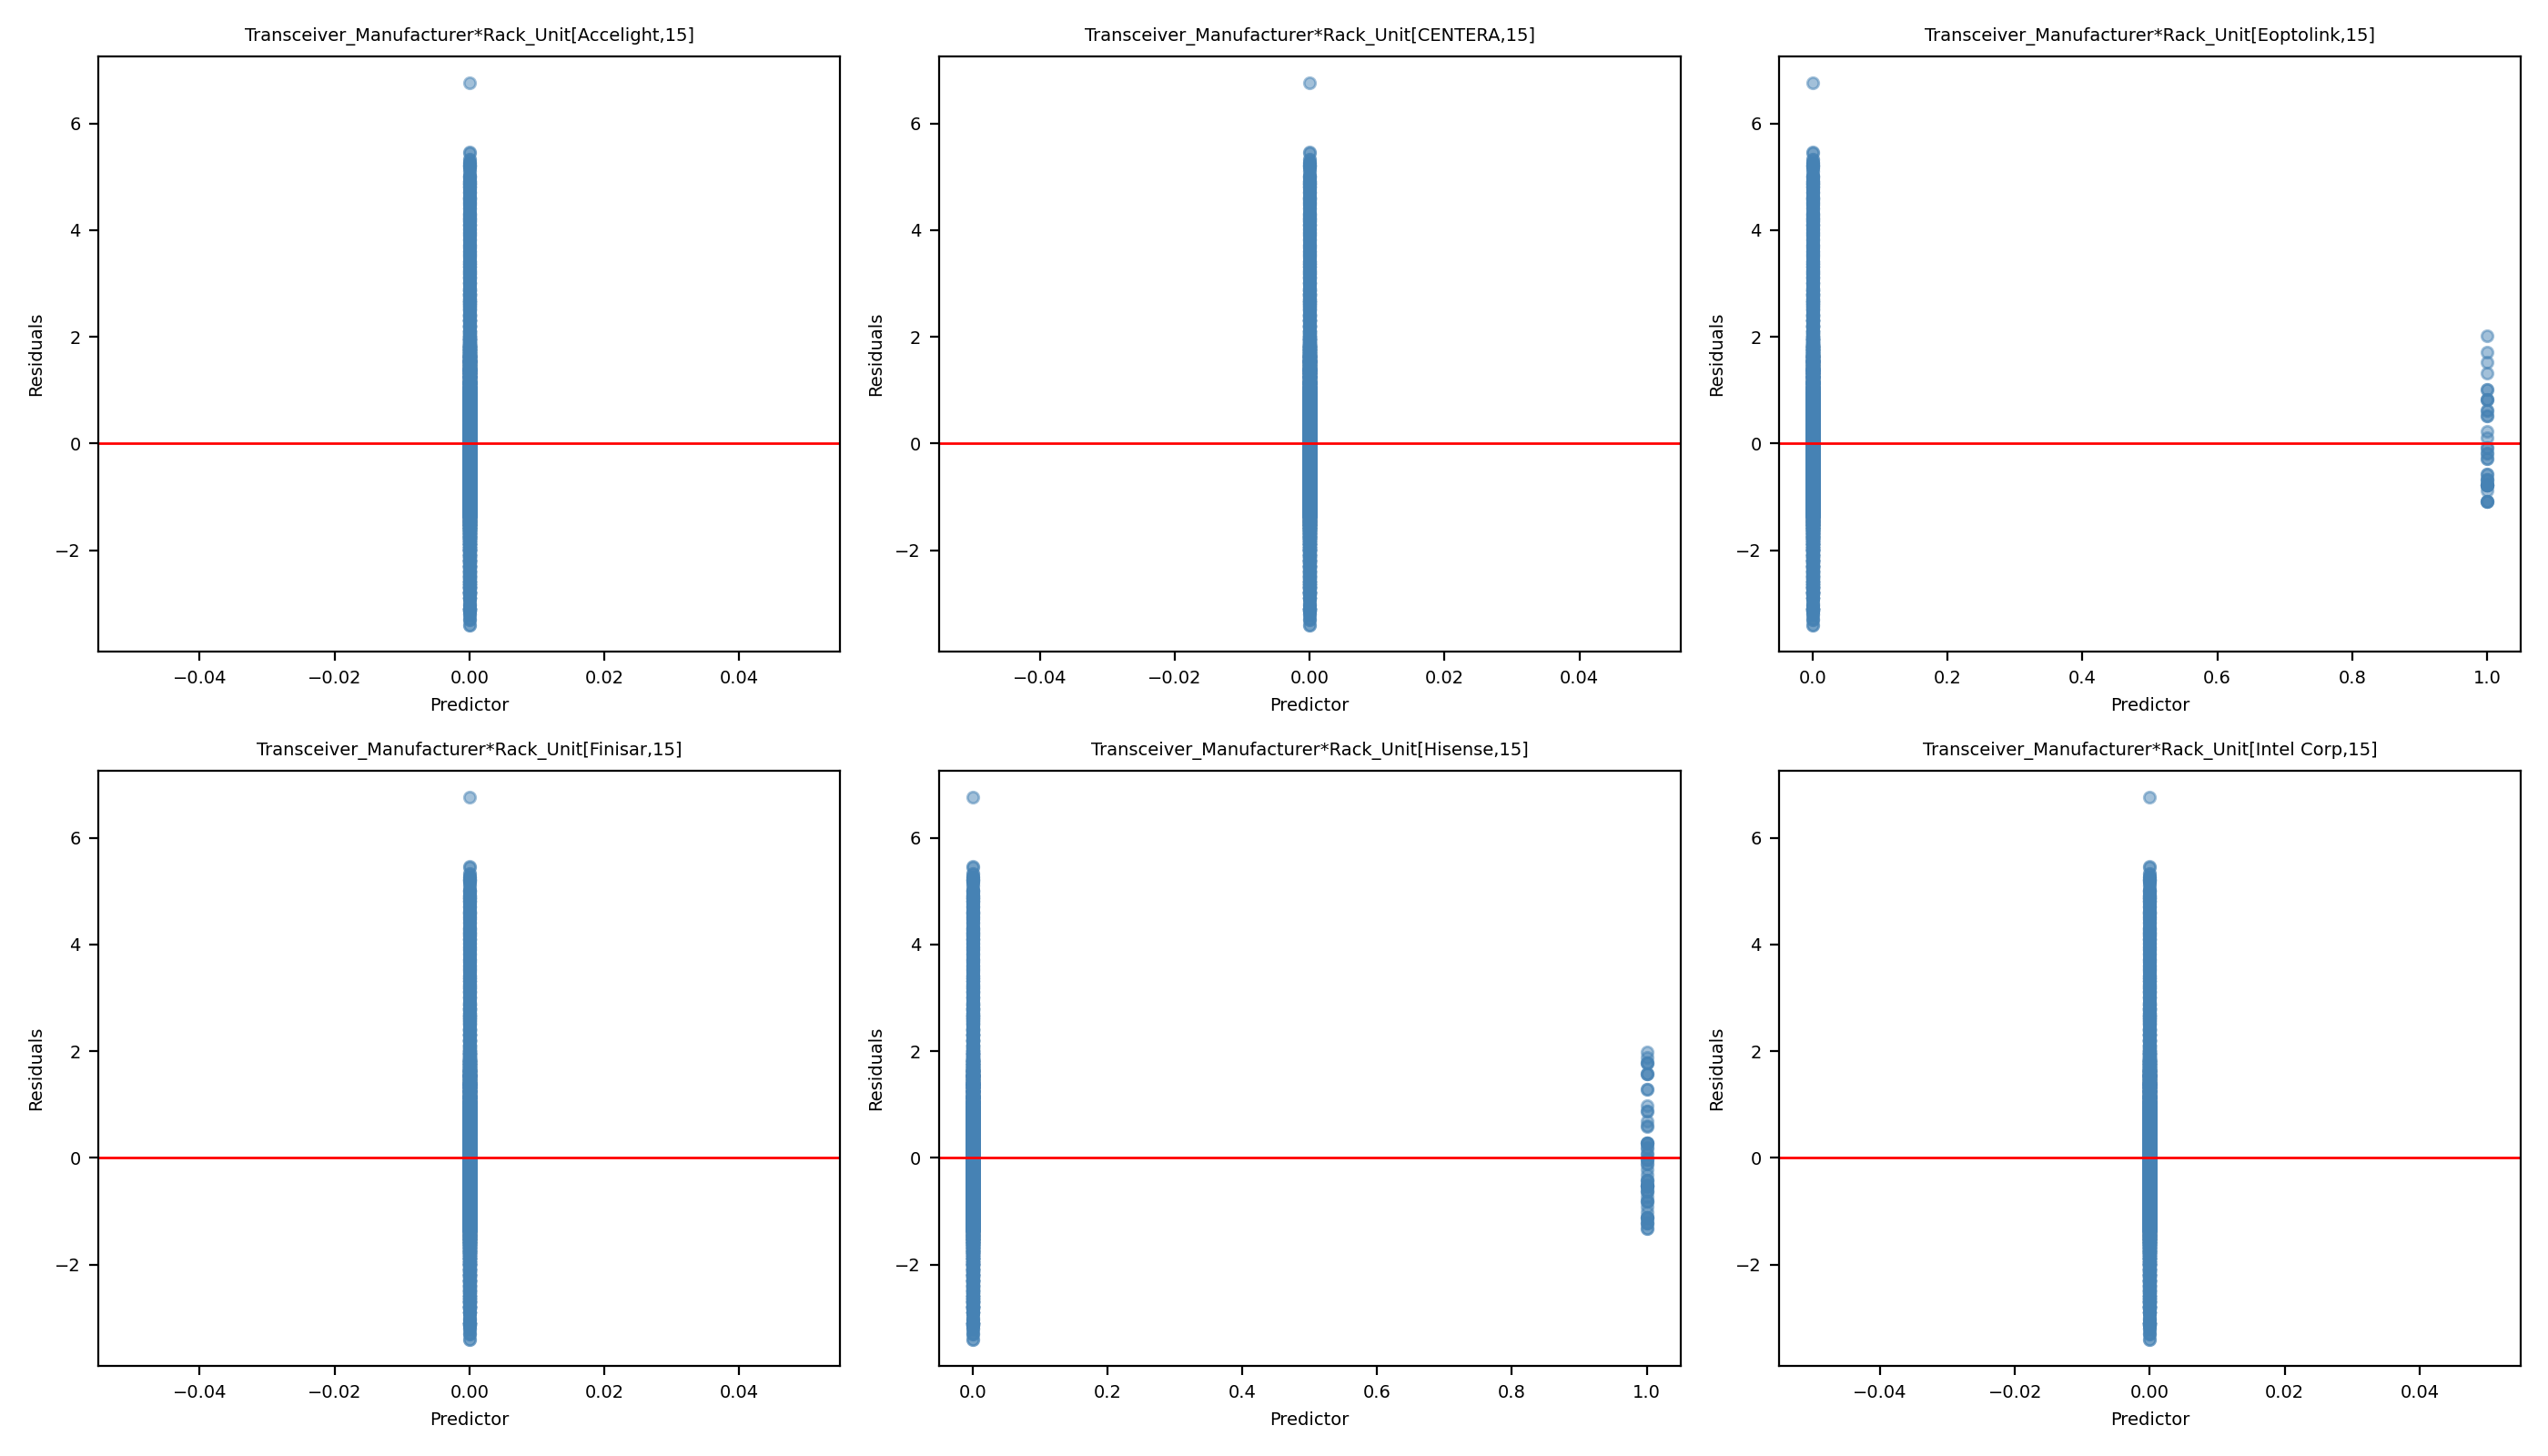 Transceiver_Manufacturer*Rack_Unit[Accelight,15]
Residuals
6
4
2
0
−2
−0.04 −0.02 0.00 0.02 0.04
Predictor
Transceiver_Manufacturer*Rack_Unit[CENTERA,15]
Residuals
6
4
2
0
−2
−0.04 −0.02 0.00 0.02 0.04
Predictor
Transceiver_Manufacturer*Rack_Unit[Eoptolink,15]
Residuals
6
4
2
0
−2
0.0 0.2 0.4 0.6 0.8 1.0
Predictor
Transceiver_Manufacturer*Rack_Unit[Finisar,15]
Residuals
6
4
2
0
−2
−0.04 −0.02 0.00 0.02 0.04
Predictor
Transceiver_Manufacturer*Rack_Unit[Hisense,15]
Residuals
6
4
2
0
−2
0.0 0.2 0.4 0.6 0.8 1.0
Predictor
Transceiver_Manufacturer*Rack_Unit[Intel Corp,15]
Residuals
6
4
2
0
−2
−0.04 −0.02 0.00 0.02 0.04
Predictor